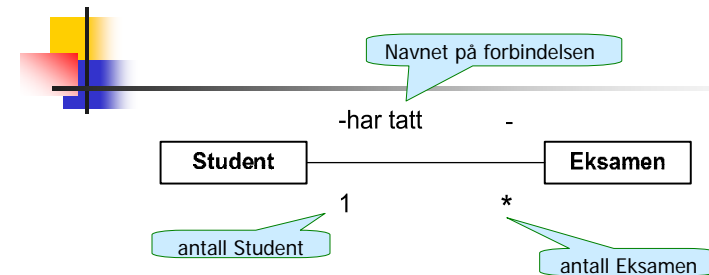 Navnet på forbindelsen
-har tatt -
Student Eksamen
1 *
antall Student antall Eksamen